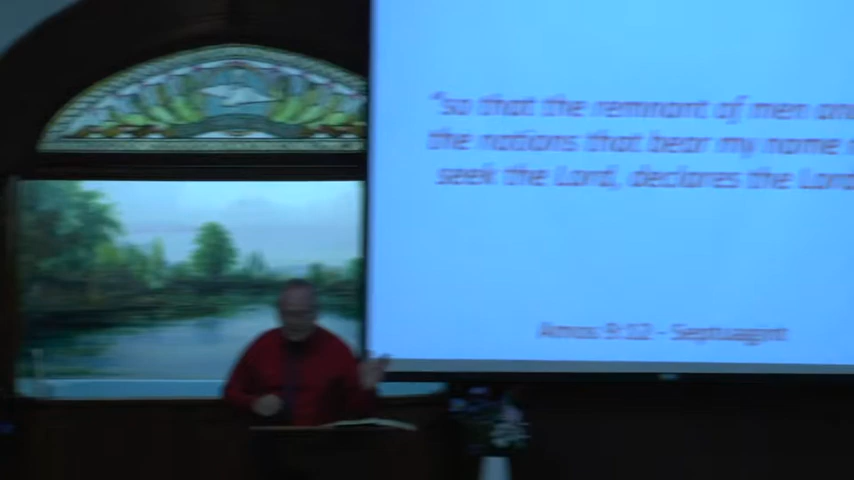 "so that the remnant of men an
the nations that bear my name
seek the Lord, declares the Lord
Amos 9:12 - Septuagint